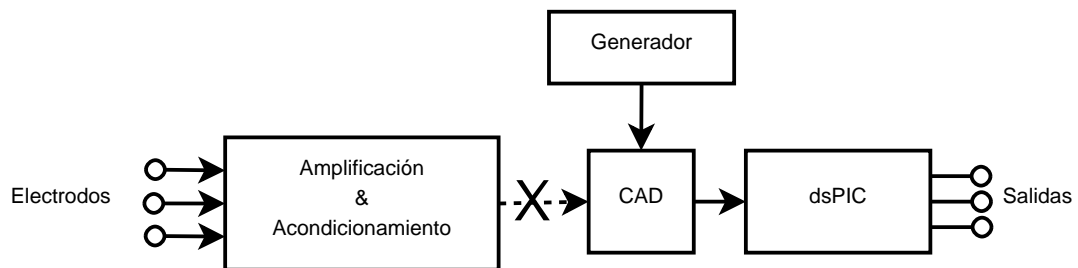 Generador
Electrodos
Amplificación
&
Acondicionamiento
X
CAD
dsPIC
Salidas